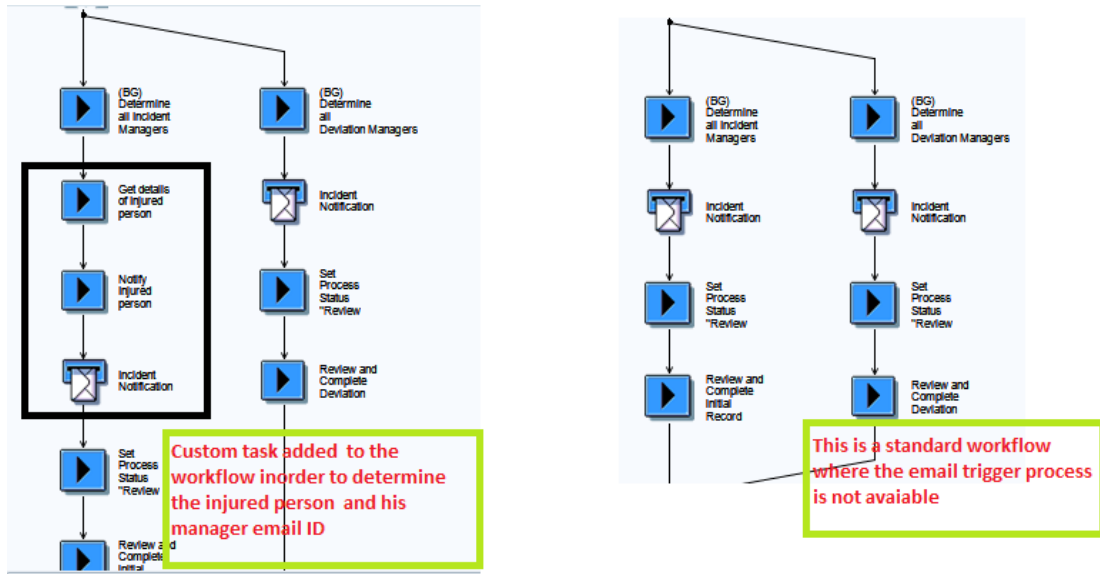 (BG)
Determine
all Incident
Managers
(BG)
Determine
all
Deviation Managers
Get details
of injured
person
Incident
Notification
Notify
injured
person
Set
Process
Status
"Review
Incident
Notification
Review and
Complete
Deviation
Set
Process
Status
"Review
Review and
Complete
Initial
Custom task added to the
workflow inorder to determine
the injured person and his
manager email ID
(BG)
Determine
all Incident
Managers
(BG)
Determine
all
Deviation Managers
Incident
Notification
Incident
Notification
Set
Process
Status
"Review
Set
Process
Status
"Review
Review and
Complete
Initial
Record
Review and
Complete
Deviation
This is a standard workflow
where the email trigger process
is not avaiable